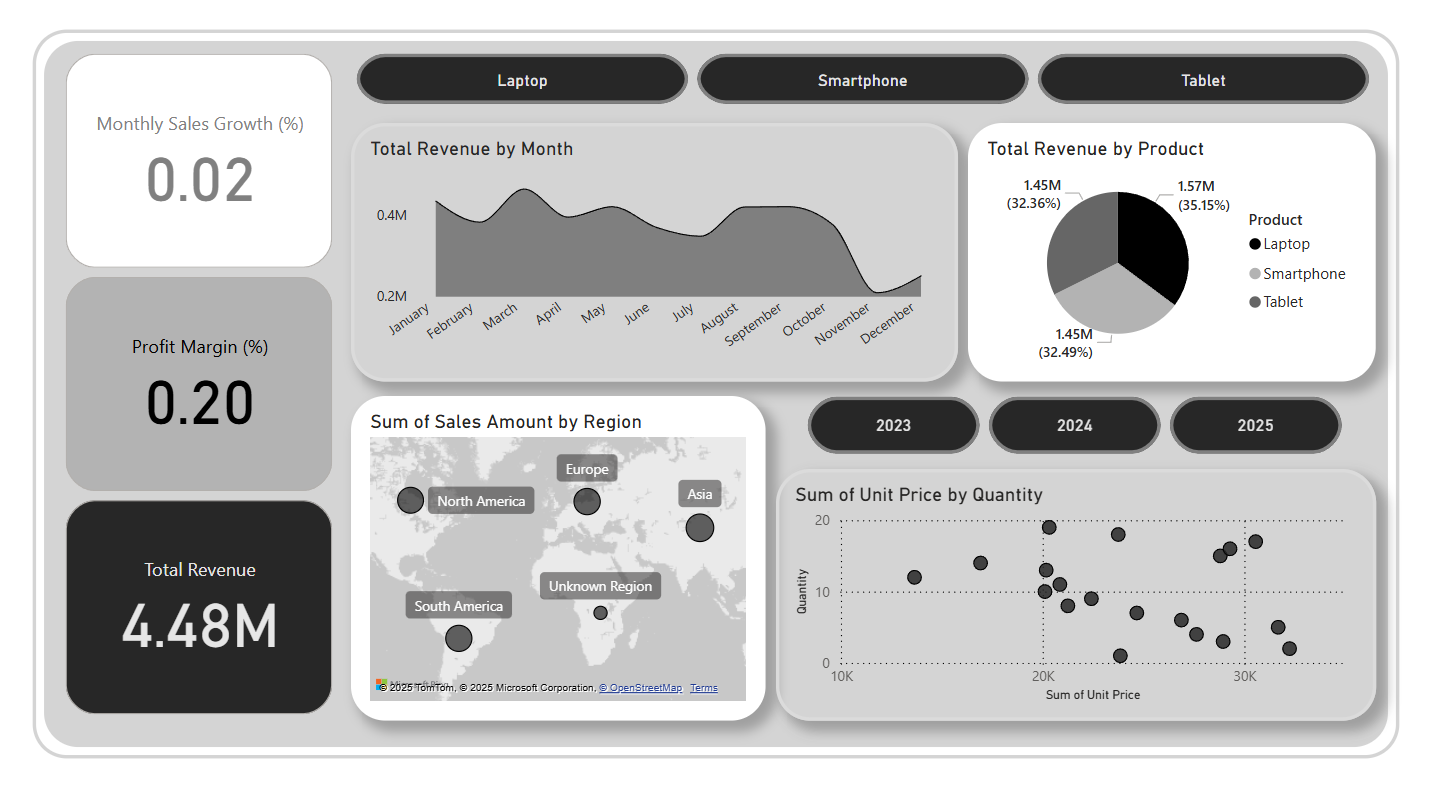 Monthly Sales Growth (%)
0.02
Profit Margin (%)
0.20
Total Revenue
4.48M
Laptop
Smartphone
Tablet
Total Revenue by Month
0.4M
0.2M
January
February
March
April
May
June
July
August
September
October
November
December
Total Revenue by Product
1.45M
(32.36%)
1.57M
(35.15%)
1.45M
(32.49%)
Product
Laptop
Smartphone
Tablet
Sum of Sales Amount by Region
Europe
Asia
North America
Unknown Region
South America
© 2025 TomTom, © 2025 Microsoft Corporation, © OpenStreetMap Terms
2023
2024
2025
Sum of Unit Price by Quantity
Quantity
20
10
0
10K
20K
30K
Sum of Unit Price